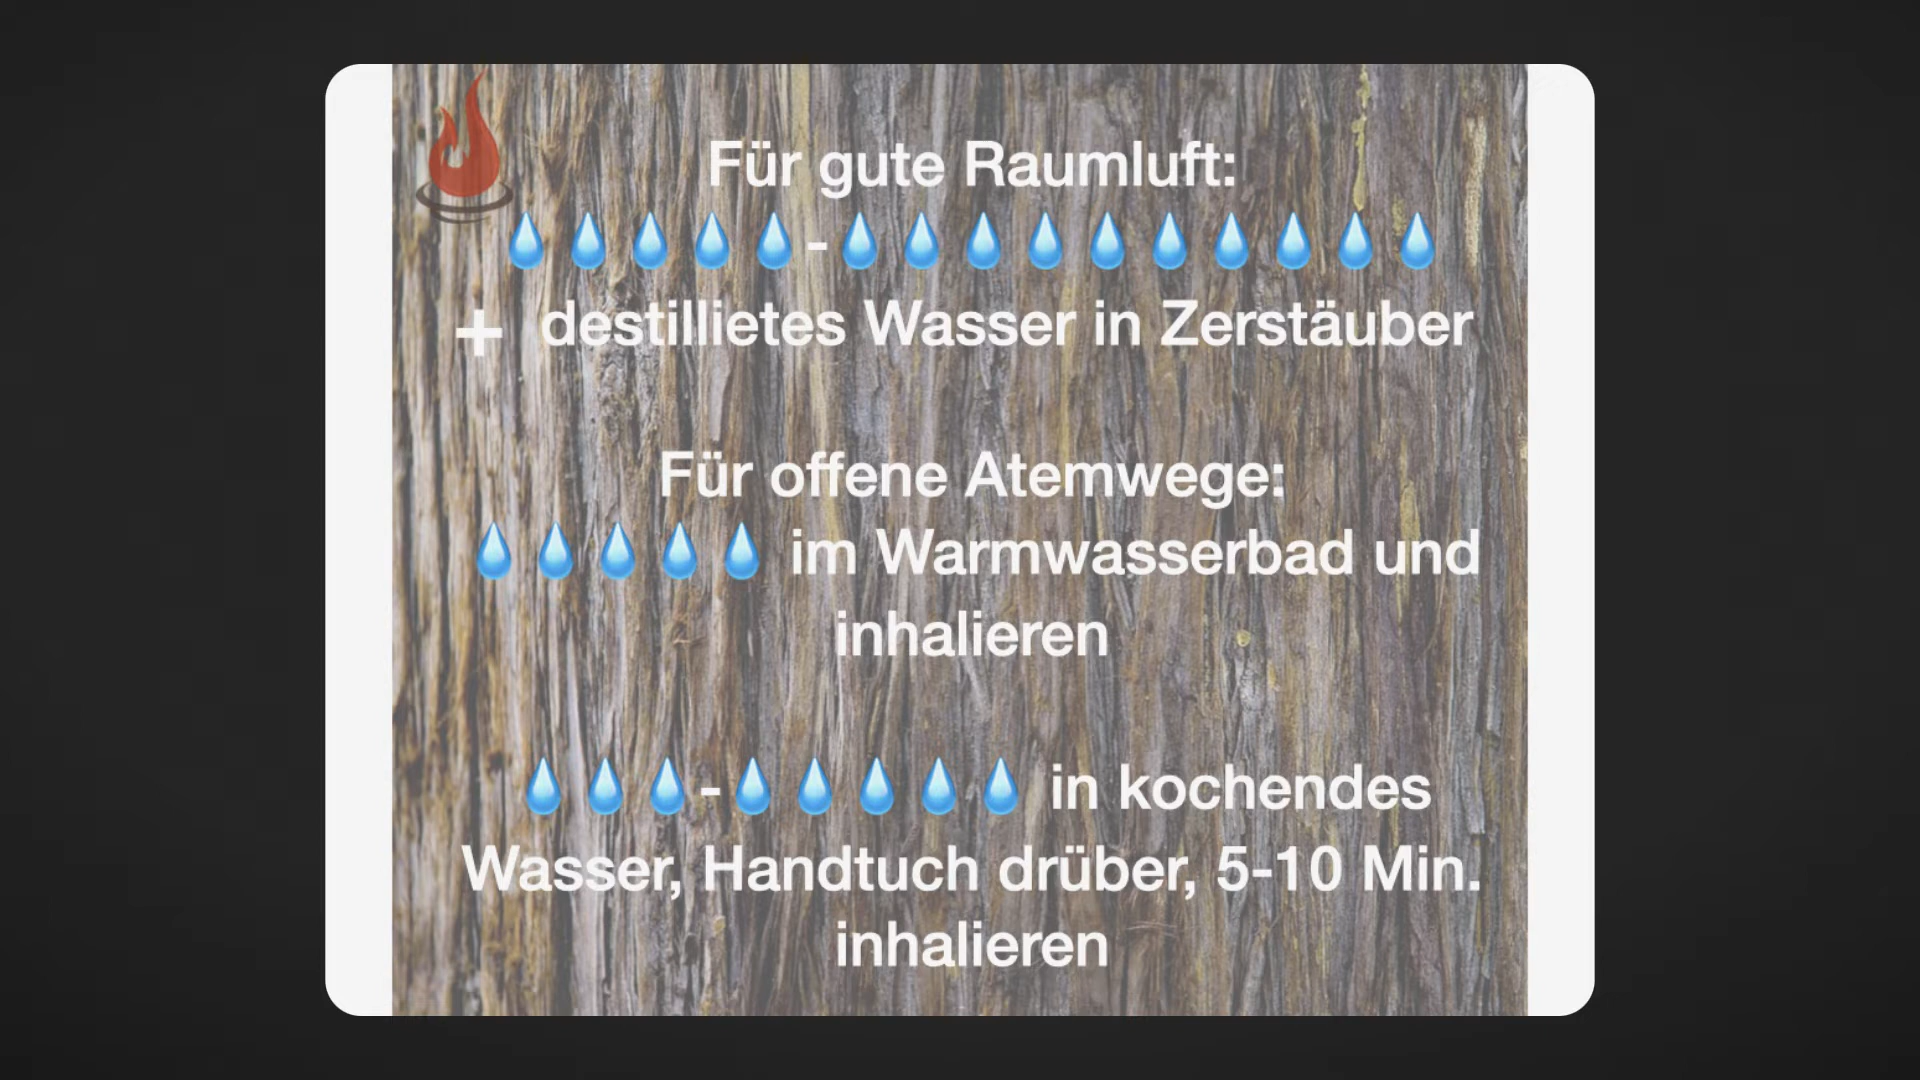 Für gute Raumluft:
💧💧💧💧💧-💧💧💧💧💧💧💧💧💧💧
+ destillietes Wasser in Zerstäuber
Für offene Atemwege:
💧💧💧💧💧 im Warmwasserbad und
inhalieren
💧💧💧-💧💧💧💧💧 in kochendes
Wasser, Handtuch drüber, 5-10 Min.
inhalieren